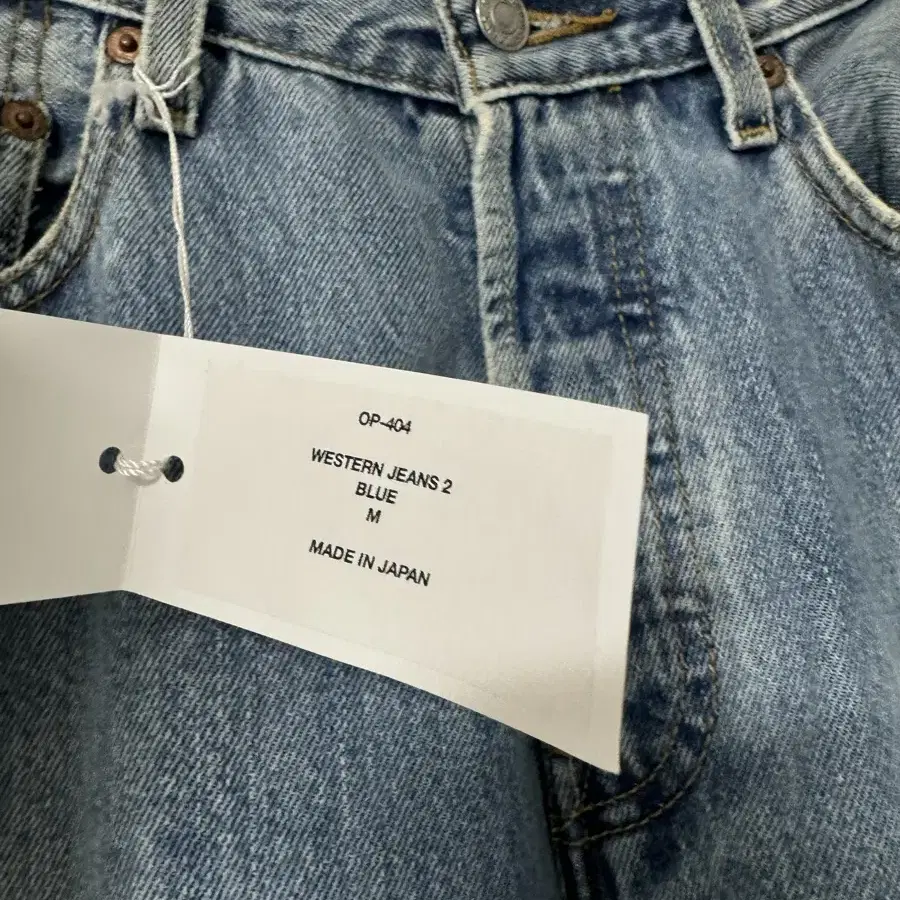 OP-404
WESTERN JEANS 2
BLUE
M
MADE IN JAPAN